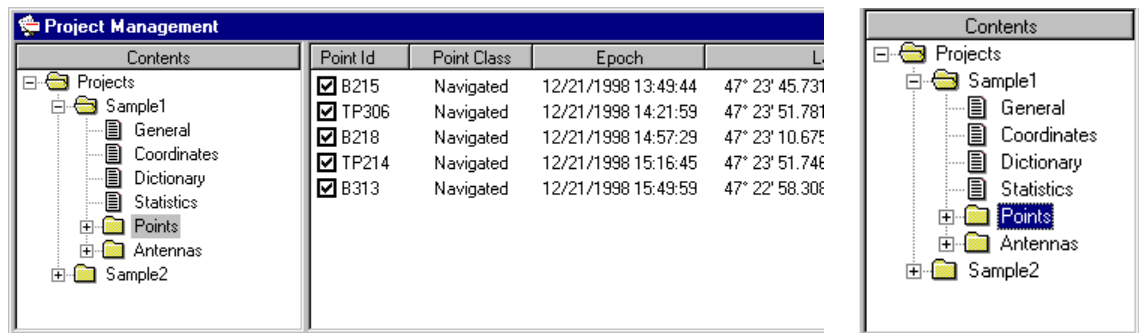 Project Management
Contents
Projects
Sample1
General
Coordinates
Dictionary
Statistics
Points
Antennas
Sample2
Point Id Point Class Epoch
B215 Navigated 12/21/1998 13:49:44 47° 23' 45.731
TP306 Navigated 12/21/1998 14:21:59 47° 23' 51.781
B218 Navigated 12/21/1998 14:57:29 47° 23' 10.675
TP214 Navigated 12/21/1998 15:16:45 47° 23' 51.746
B313 Navigated 12/21/1998 15:49:59 47° 22' 58.308
Contents
Projects
Sample1
General
Coordinates
Dictionary
Statistics
Points
Antennas
Sample2